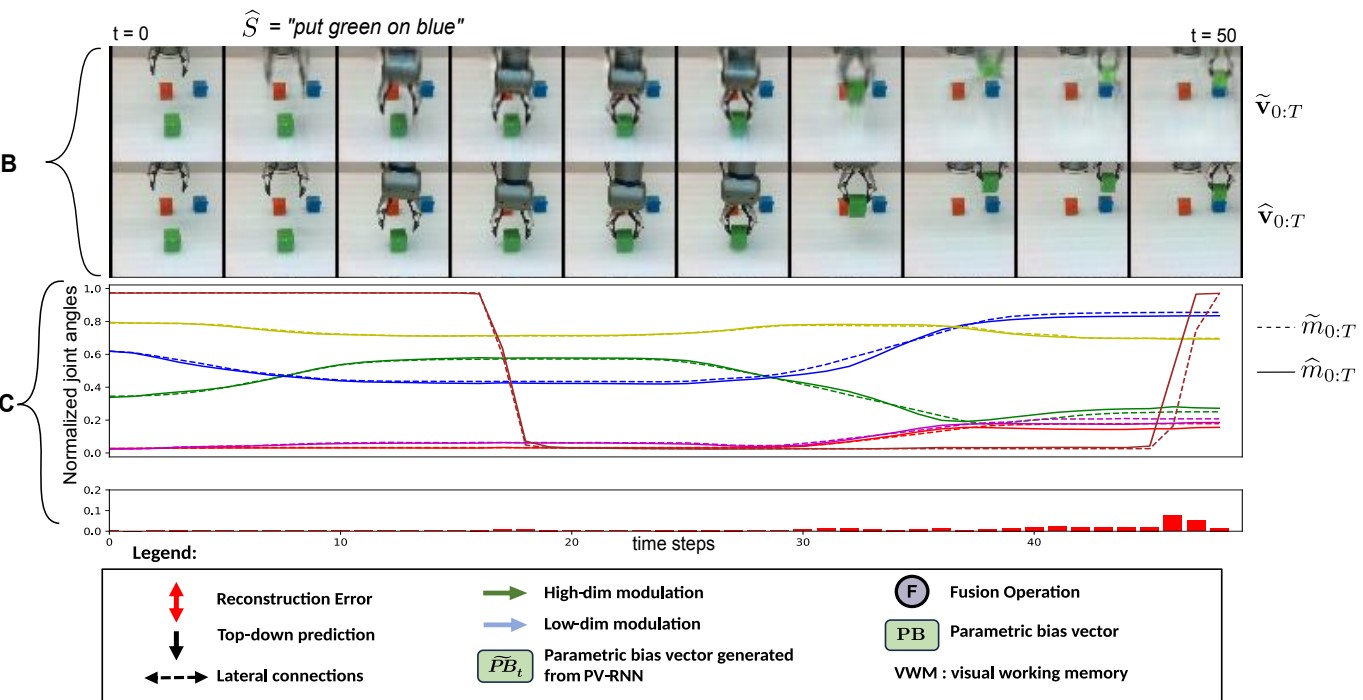 t = 0
Ŝ = "put green on blue"
t = 50
B
ṽ0:T
v̂0:T
C
Normalized joint angles
1.0
0.8
0.6
0.4
0.2
0.0
m̃0:T
m̂0:T
0.2
0.1
0.0
0
10
20
30
40
time steps
Legend:
Reconstruction Error
Top-down prediction
Lateral connections
High-dim modulation
Low-dim modulation
P̃B̃t
Parametric bias vector generated
from PV-RNN
F
Fusion Operation
PB
Parametric bias vector
VWM : visual working memory